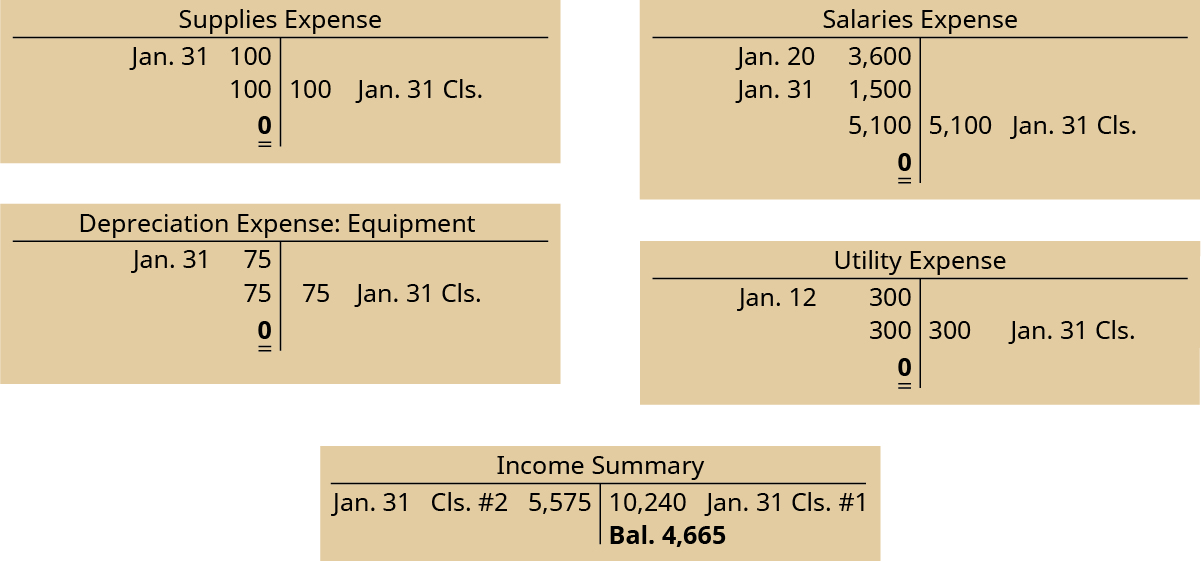 Supplies Expense
Jan. 31 100
100 100 Jan. 31 Cls.
0
Salaries Expense
Jan. 20 3,600
Jan. 31 1,500
5,100 5,100 Jan. 31 Cls.
0
Depreciation Expense: Equipment
Jan. 31 75
75 75 Jan. 31 Cls.
0
Utility Expense
Jan. 12 300
300 300 Jan. 31 Cls.
0
Income Summary
Jan. 31 Cls. #2 5,575 10,240 Jan. 31 Cls. #1
Bal. 4,665